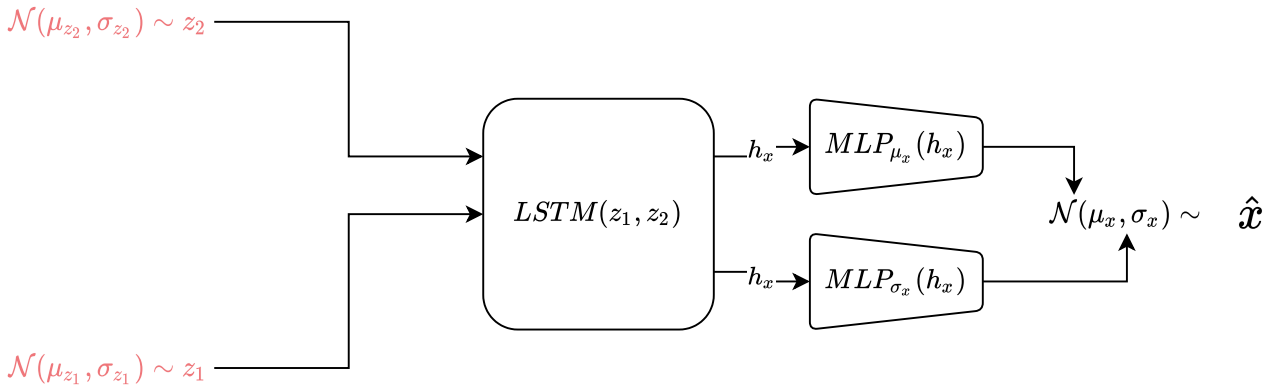 𝒩(μ_{z_2}, σ_{z_2}) ∼ z_2
h_x
MLP_{μ_x}(h_x)
LSTM(z_1, z_2)
𝒩(μ_x, σ_x) ∼ x̂
h_x
MLP_{σ_x}(h_x)
𝒩(μ_{z_1}, σ_{z_1}) ∼ z_1